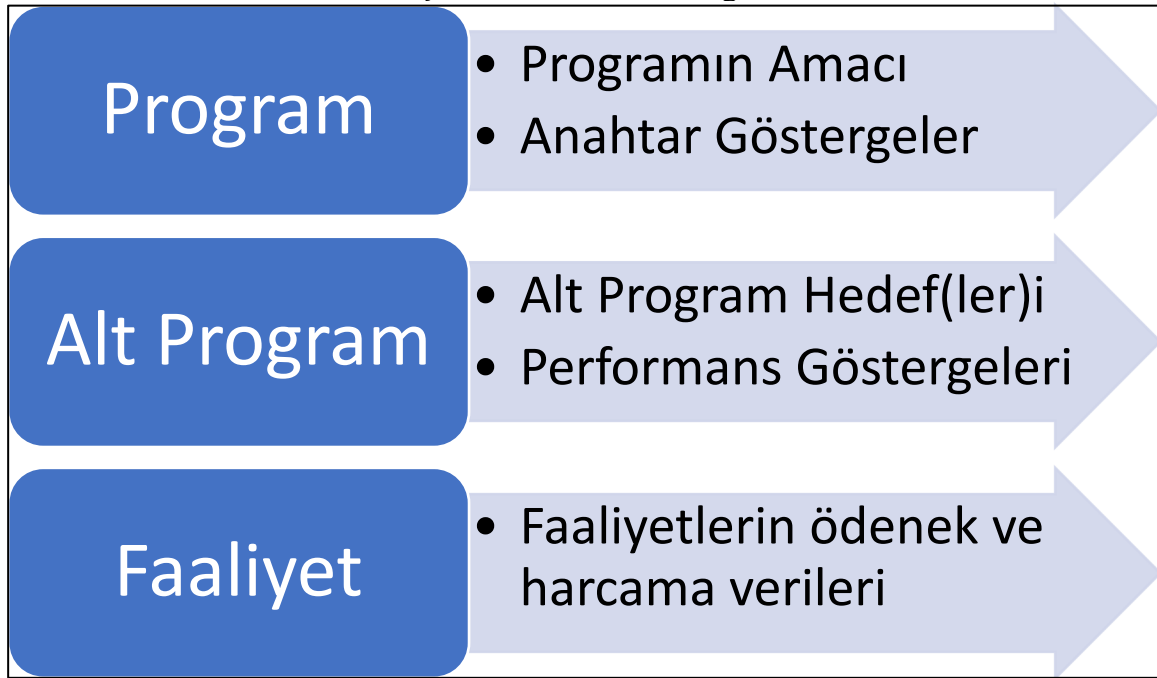 Program
• Programın Amacı
• Anahtar Göstergeler
Alt Program
• Alt Program Hedef(ler)i
• Performans Göstergeleri
Faaliyet
• Faaliyetlerin ödenek ve
harcama verileri